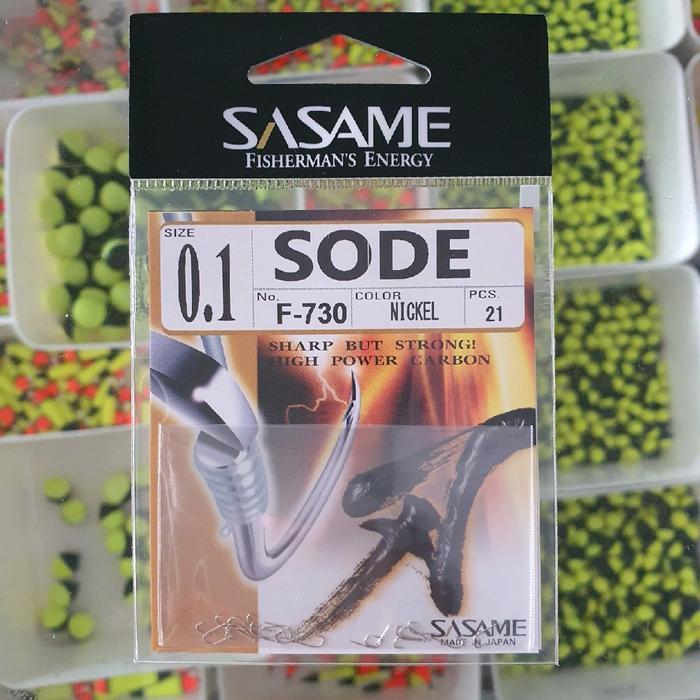 SASAME
FISHERMAN'S ENERGY
SIZE
0.1
SODE
No.
F-730
COLOR
NICKEL
PCS.
21
SHARP BUT STRONG!
HIGH POWER CARBON
SASAME
MADE IN JAPAN